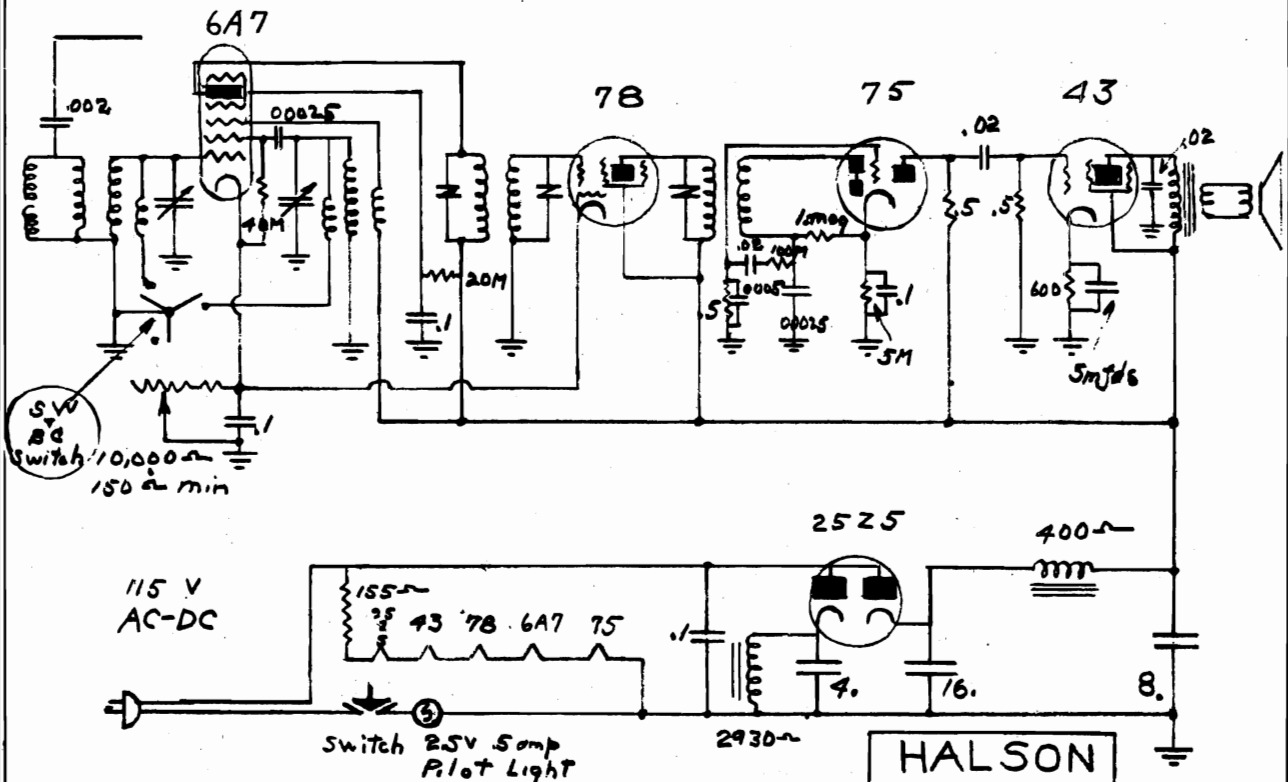 6A7
.002
.00025
40M
20M
.1
78
75
43
.02
.02
1.meg
.02
100M
.0005
.5
.00025
.1
5M
.5
.5
600
5mfds
S W
BC
Switch
10,000 Ω
150 Ω min
.1
25Z5
400 Ω
115 V
AC-DC
155 Ω
25Z5
43
78
6A7
75
.1
4.
16.
8.
2930 Ω
Switch
2.5V .5 amp
Pilot Light
HALSON